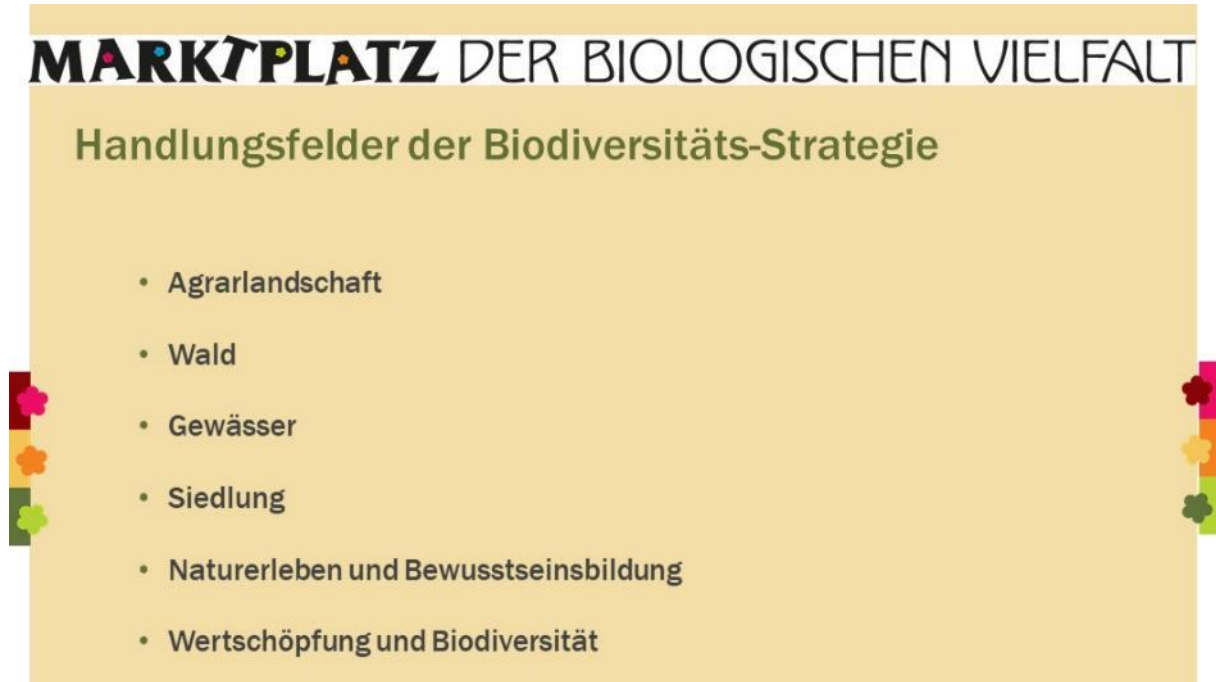 MARKTPLATZ DER BIOLOGISCHEN VIELFALT
Handlungsfelder der Biodiversitäts-Strategie
• Agrarlandschaft
• Wald
• Gewässer
• Siedlung
• Naturerleben und Bewusstseinsbildung
• Wertschöpfung und Biodiversität